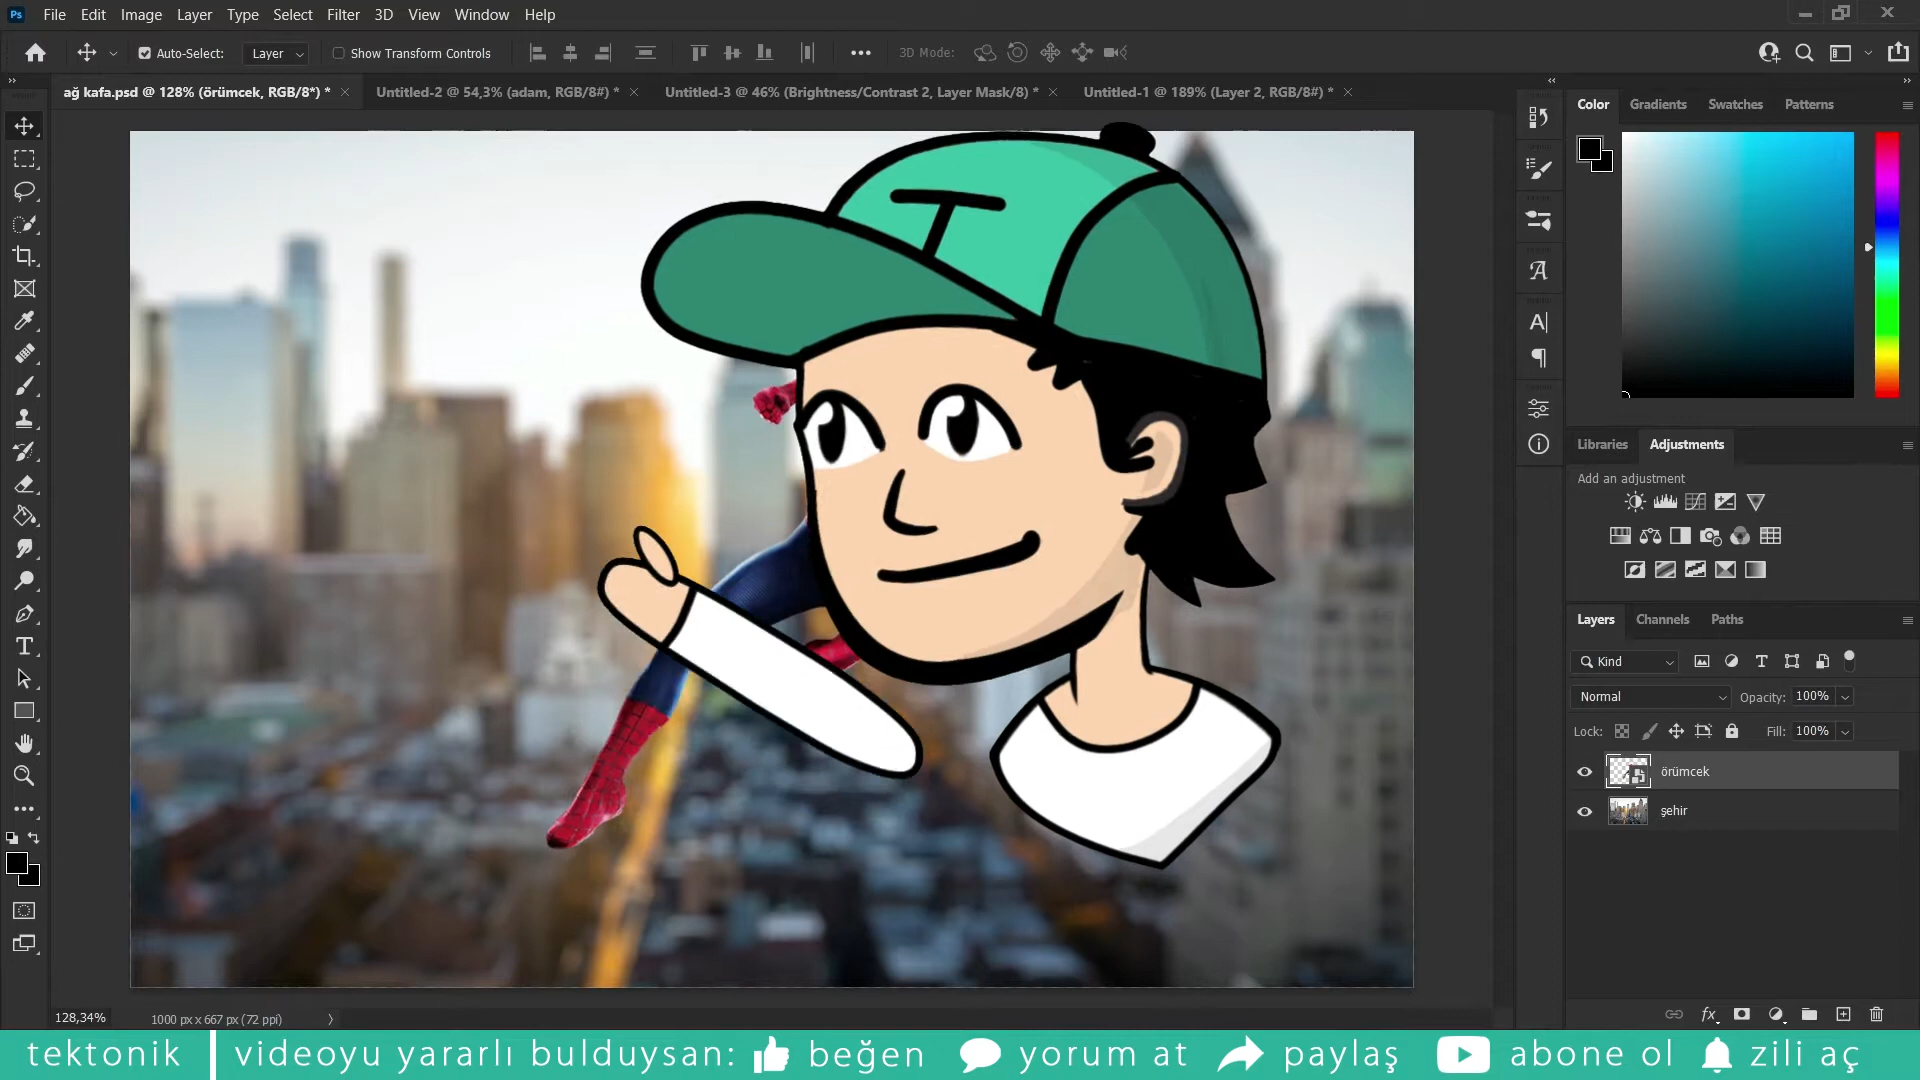 Ps File Edit Image Layer Type Select Filter 3D View Window Help
Auto-Select: Layer Show Transform Controls 3D Mode:
ağ kafa.psd @ 128% (örümcek, RGB/8*) * Untitled-2 @ 54,3% (adam, RGB/8#) * Untitled-3 @ 46% (Brightness/Contrast 2, Layer Mask/8) * Untitled-1 @ 189% (Layer 2, RGB/8#) *
Color Gradients Swatches Patterns
T
Libraries Adjustments
Add an adjustment
Layers Channels Paths
Kind
Normal Opacity: 100%
Lock: Fill: 100%
örümcek
şehir
128,34% 1000 px x 667 px (72 ppi)
tektonik videoyu yararlı bulduysan: beğen yorum at paylaş abone ol zili aç